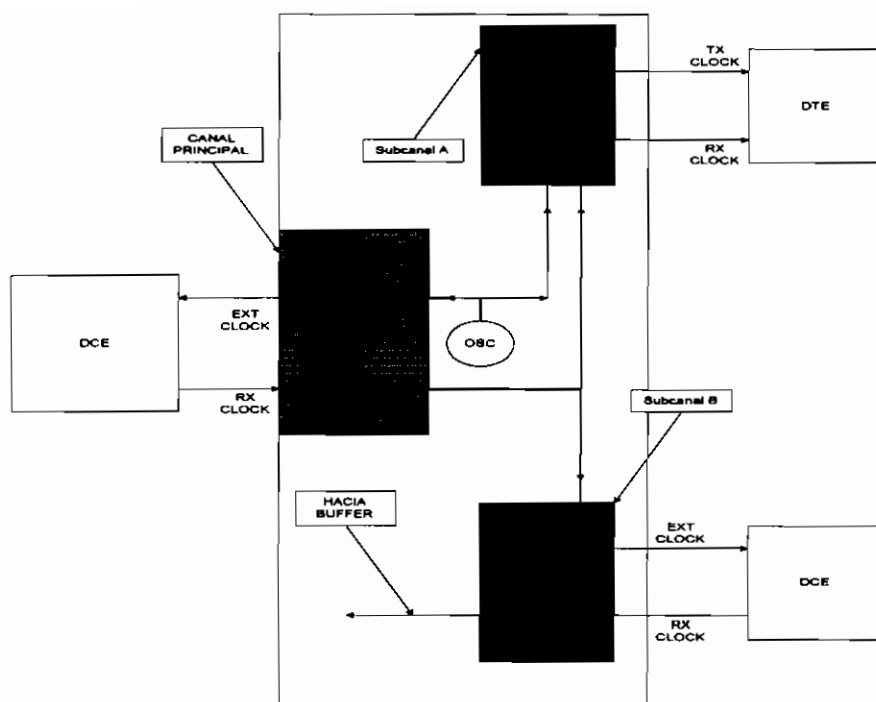 TX
CLOCK
DTE
RX
CLOCK
CANAL
PRINCIPAL
Subcanal A
EXT
CLOCK
OSC
DCE
RX
CLOCK
Subcanal B
HACIA
BUFFER
EXT
CLOCK
DCE
RX
CLOCK